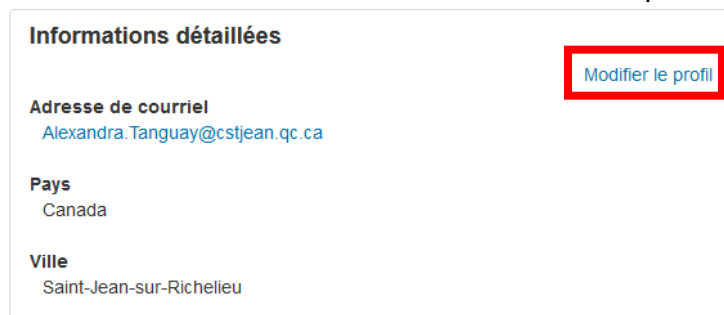 Informations détaillées
Modifier le profil
Adresse de courriel
Alexandra.Tanguay@cstjean.qc.ca
Pays
Canada
Ville
Saint-Jean-sur-Richelieu